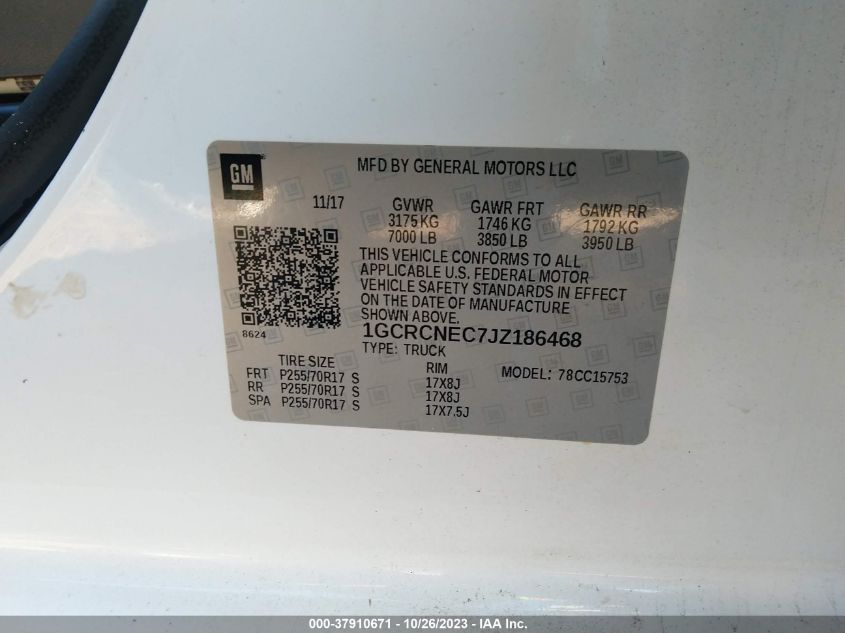 GM
MFD BY GENERAL MOTORS LLC
11/17 GVWR GAWR FRT GAWR RR
3175 KG 1746 KG 1792 KG
7000 LB 3850 LB 3950 LB
THIS VEHICLE CONFORMS TO ALL
APPLICABLE U.S. FEDERAL MOTOR
VEHICLE SAFETY STANDARDS IN EFFECT
ON THE DATE OF MANUFACTURE
SHOWN ABOVE.
8624
1GCRCNEC7JZ186468
TYPE: TRUCK
TIRE SIZE RIM MODEL: 78CC15753
FRT P255/70R17 S 17X8J
RR P255/70R17 S 17X8J
SPA P255/70R17 S 17X7.5J
000-37910671 - 10/26/2023 - IAA Inc.